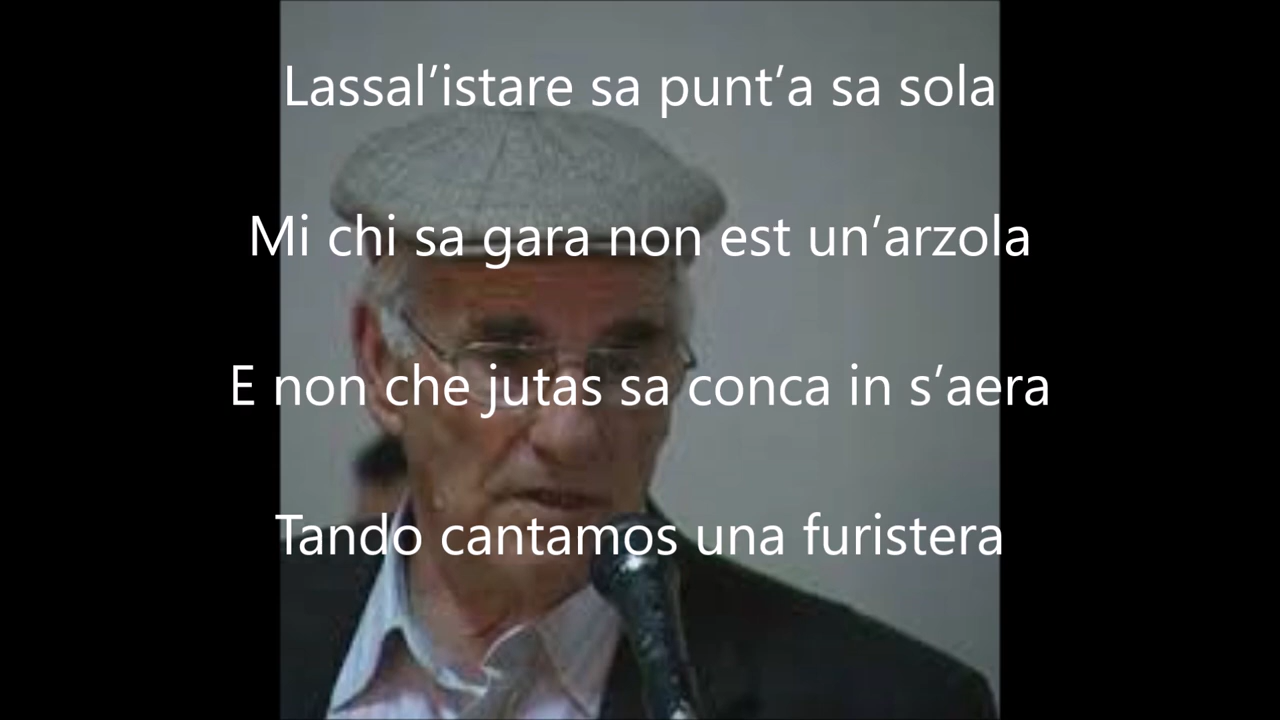 Lassal’istare sa punt’a sa sola
Mi chi sa gara non est un’arzola
E non che jutas sa conca in s’aera
Tando cantamos una furistera